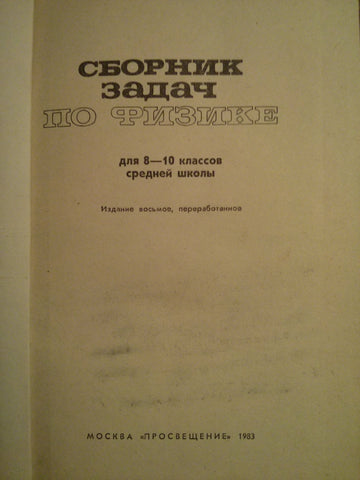 СБОРНИК
ЗАДАЧ
ПО ФИЗИКЕ
для 8—10 классов
средней школы
Издание восьмое, переработанное
МОСКВА «ПРОСВЕЩЕНИЕ» 1983